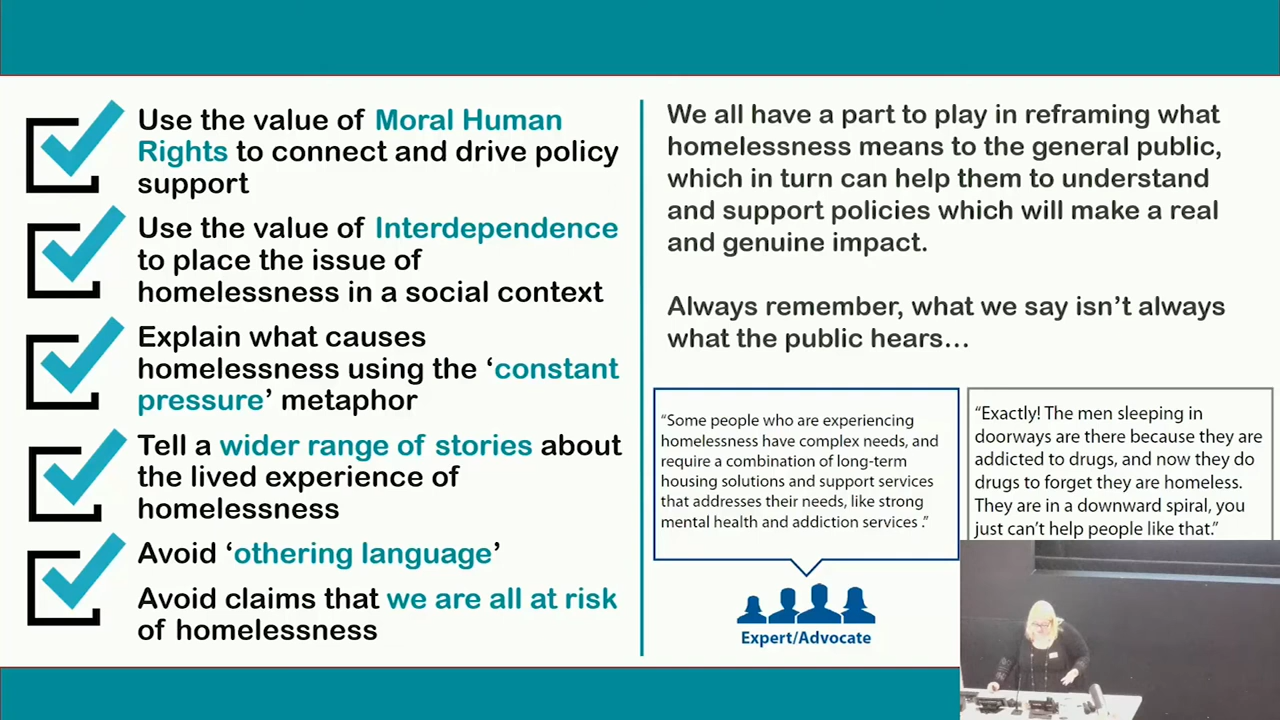 Use the value of Moral Human
Rights to connect and drive policy
support
Use the value of Interdependence
to place the issue of
homelessness in a social context
Explain what causes
homelessness using the ‘constant
pressure’ metaphor
Tell a wider range of stories about
the lived experience of
homelessness
Avoid ‘othering language’
Avoid claims that we are all at risk
of homelessness
We all have a part to play in reframing what
homelessness means to the general public,
which in turn can help them to understand
and support policies which will make a real
and genuine impact.
Always remember, what we say isn’t always
what the public hears…
“Some people who are experiencing
homelessness have complex needs, and
require a combination of long-term
housing solutions and support services
that addresses their needs, like strong
mental health and addiction services .”
Expert/Advocate
“Exactly! The men sleeping in
doorways are there because they are
addicted to drugs, and now they do
drugs to forget they are homeless.
They are in a downward spiral, you
just can’t help people like that.”